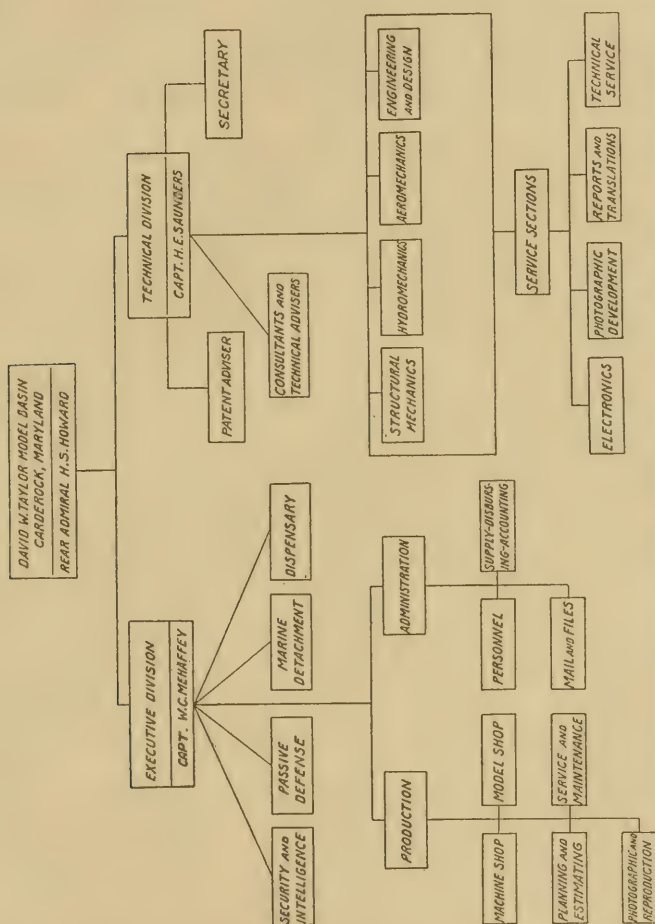 DAVID W. TAYLOR MODEL BASIN
CARDEROCK, MARYLAND
REAR ADMIRAL H.S. HOWARD
EXECUTIVE DIVISION
CAPT. W.C. MEHAFFEY
TECHNICAL DIVISION
CAPT. H.E. SAUNDERS
SECURITY AND
INTELLIGENCE
PASSIVE
DEFENSE
MARINE
DETACHMENT
DISPENSARY
PATENT ADVISER
CONSULTANTS AND
TECHNICAL ADVISERS
SECRETARY
PRODUCTION
ADMINISTRATION
MACHINE SHOP
MODEL SHOP
PLANNING AND
ESTIMATING
SERVICE AND
MAINTENANCE
PHOTOGRAPHIC AND
REPRODUCTION
PERSONNEL
SUPPLY-DISBURS-
ING-ACCOUNTING
MAIL AND FILES
STRUCTURAL
MECHANICS
HYDROMECHANICS
AEROMECHANICS
ENGINEERING
AND DESIGN
SERVICE SECTIONS
ELECTRONICS
PHOTOGRAPHIC
DEVELOPMENT
REPORTS AND
TRANSLATIONS
TECHNICAL
SERVICE